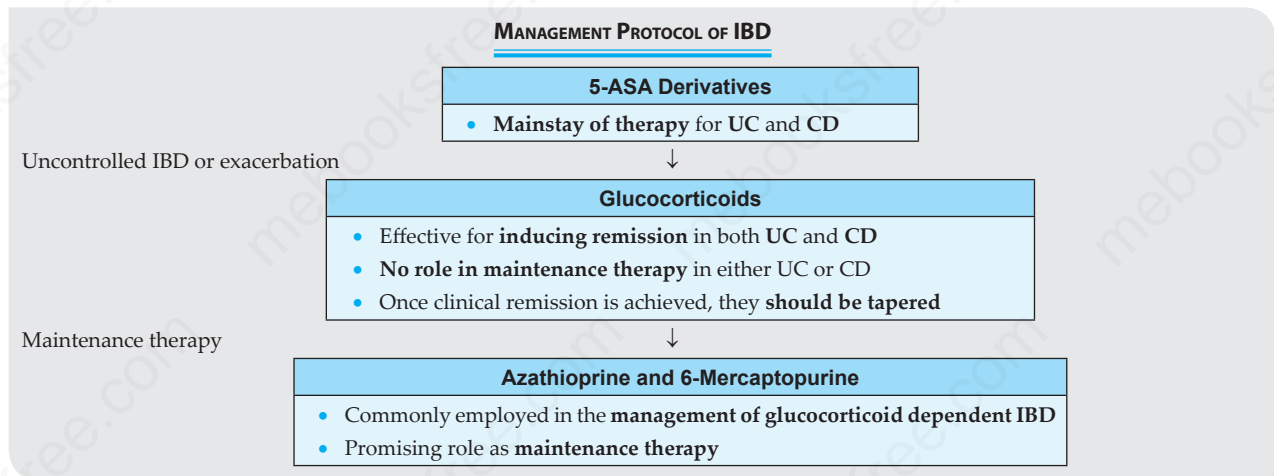 MANAGEMENT PROTOCOL OF IBD
5-ASA Derivatives
• Mainstay of therapy for UC and CD
Uncontrolled IBD or exacerbation
↓
Glucocorticoids
• Effective for inducing remission in both UC and CD
• No role in maintenance therapy in either UC or CD
• Once clinical remission is achieved, they should be tapered
Maintenance therapy
↓
Azathioprine and 6-Mercaptopurine
• Commonly employed in the management of glucocorticoid dependent IBD
• Promising role as maintenance therapy
mebooksfree.com